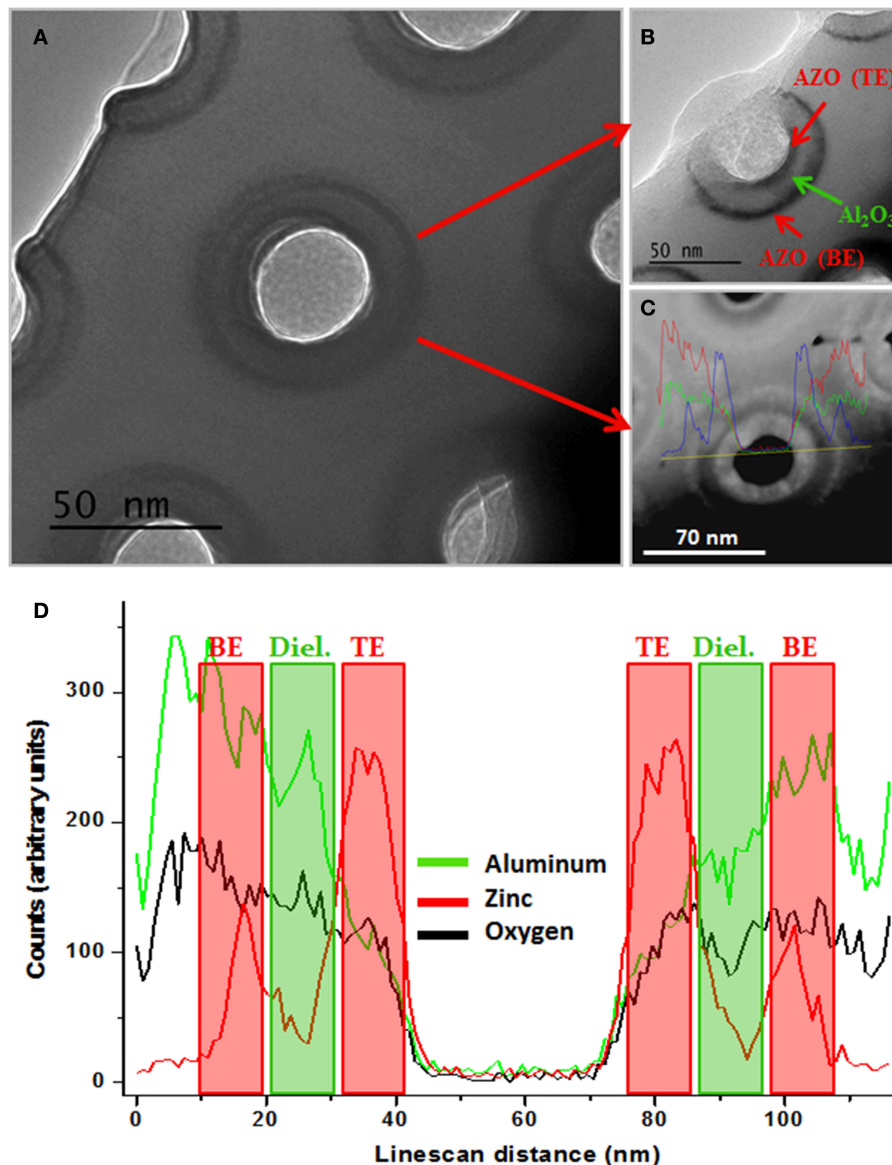 A
50 nm
B
AZO (TE)
Al₂O₃
AZO (BE)
50 nm
C
70 nm
D
BE
Diel.
TE
TE
Diel.
BE
Counts (arbitrary units)
300
200
100
0
Aluminum
Zinc
Oxygen
0
20
40
60
80
100
Linescan distance (nm)